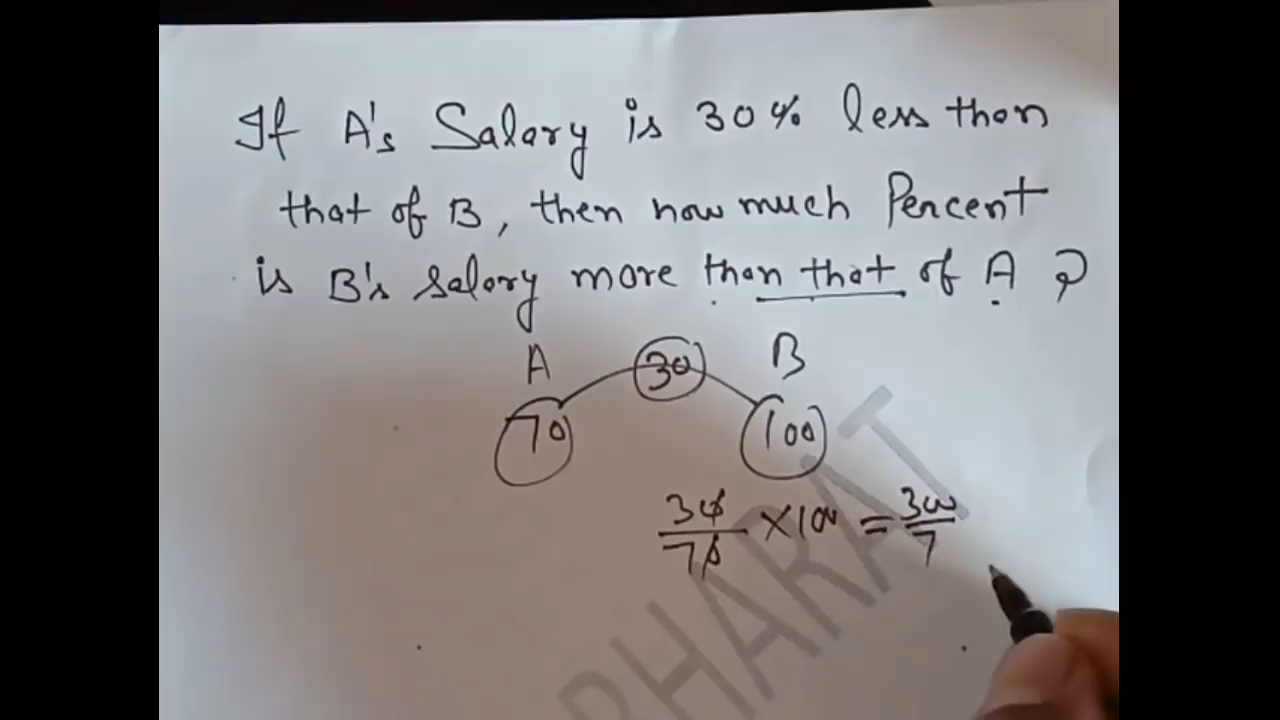 If A's Salary is 30% less than
that of B, then how much Percent
is B's salary more than that of A ?
A 30 B
70 100
30/70 ×100 = 300/7
BHARAT